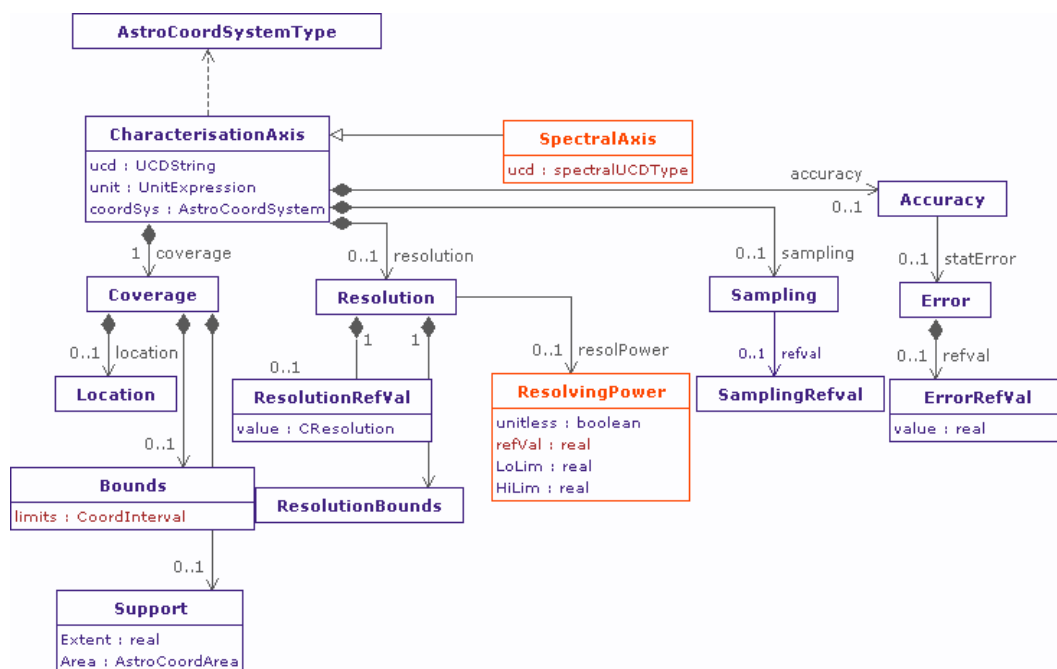 AstroCoordSystemType
CharacterisationAxis
ucd : UCDString
unit : UnitExpression
coordSys : AstroCoordSystem
SpectralAxis
ucd : spectralUCDType
accuracy
0..1
Accuracy
1 coverage
0..1 resolution
0..1 sampling
0..1 statError
Coverage
Resolution
Sampling
Error
0..1 location
1
1
0..1
0..1 resolPower
0..1 refval
0..1 refval
Location
ResolutionRefVal
value : CResolution
ResolvingPower
unitless : boolean
refVal : real
LoLim : real
HiLim : real
SamplingRefval
ErrorRefVal
value : real
0..1
Bounds
limits : CoordInterval
ResolutionBounds
0..1
Support
Extent : real
Area : AstroCoordArea